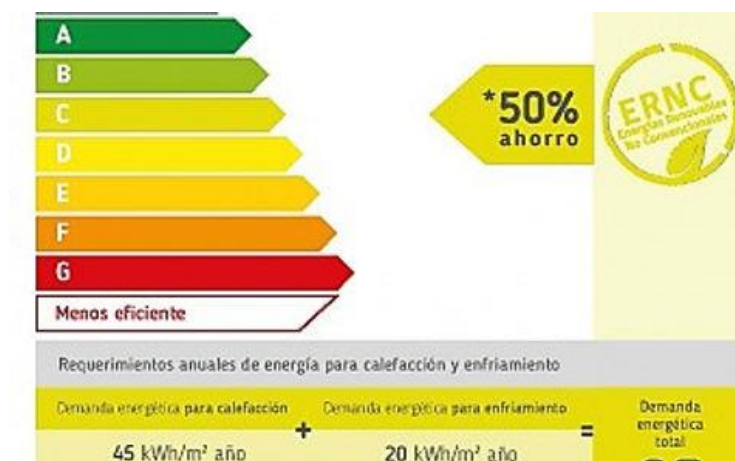 A
B
C
D
E
F
G
Menos eficiente
*50%
ahorro
ERNC
Energías Renovables
No Convencionales
Requerimientos anuales de energía para calefacción y enfriamiento
Demanda energética para calefacción
+
Demanda energética para enfriamiento
=
Demanda
energética
total
45 kWh/m² año
20 kWh/m² año